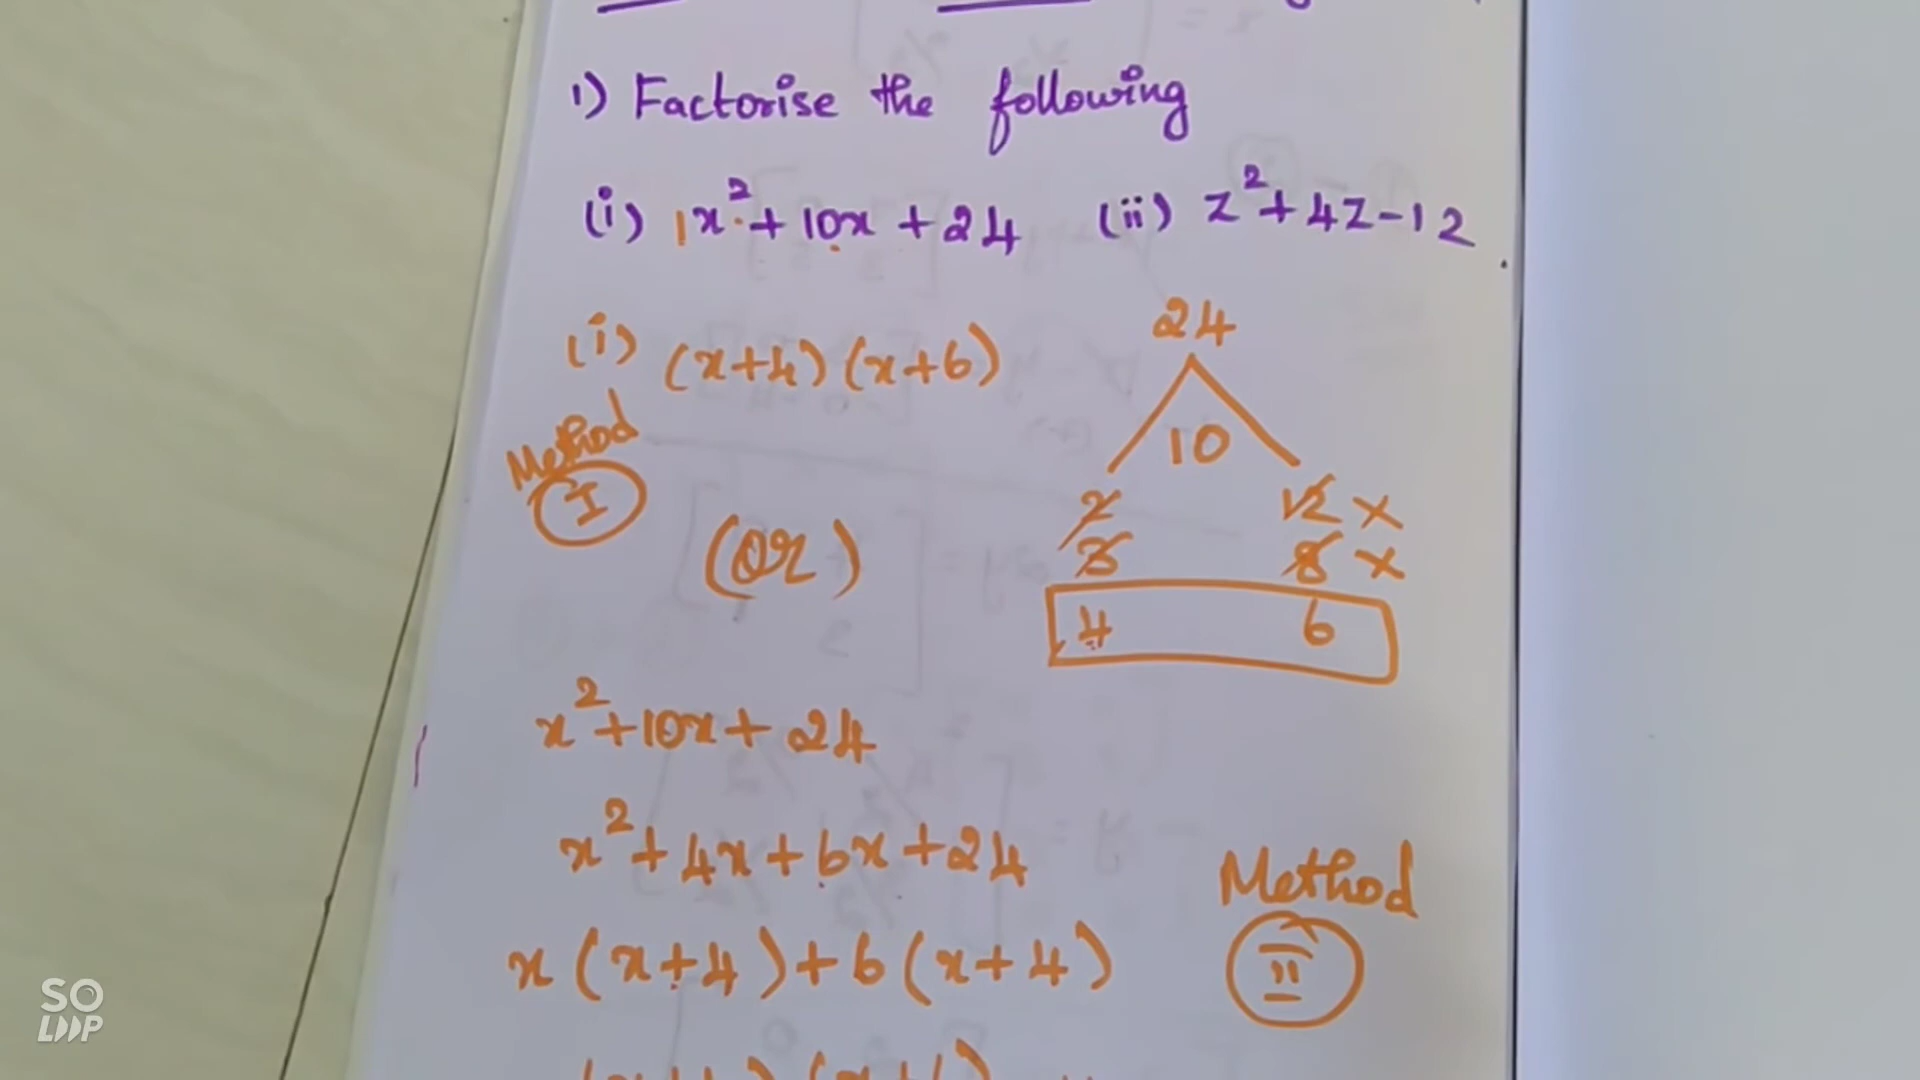 1) Factorise the following
(i) 1x² + 10x + 24 (ii) z² + 4z - 12
(i) (x+4) (x+6)
Method
I
(OR)
24
10
2 12 x
3 8 x
4 6
x² + 10x + 24
x² + 4x + 6x + 24
x (x+4) + 6 (x+4)
Method
II
SO
LOOP